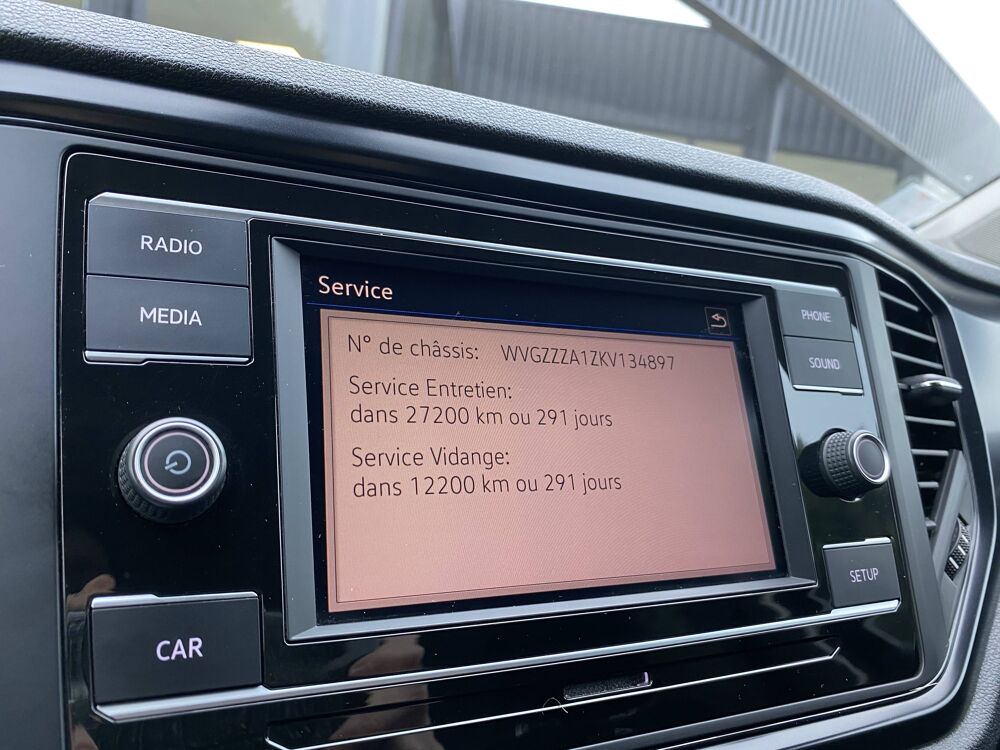 RADIO
MEDIA
Service
N° de châssis: WVGZZZA1ZKV134897
Service Entretien:
dans 27200 km ou 291 jours
Service Vidange:
dans 12200 km ou 291 jours
CAR
PHONE
SOUND
SETUP